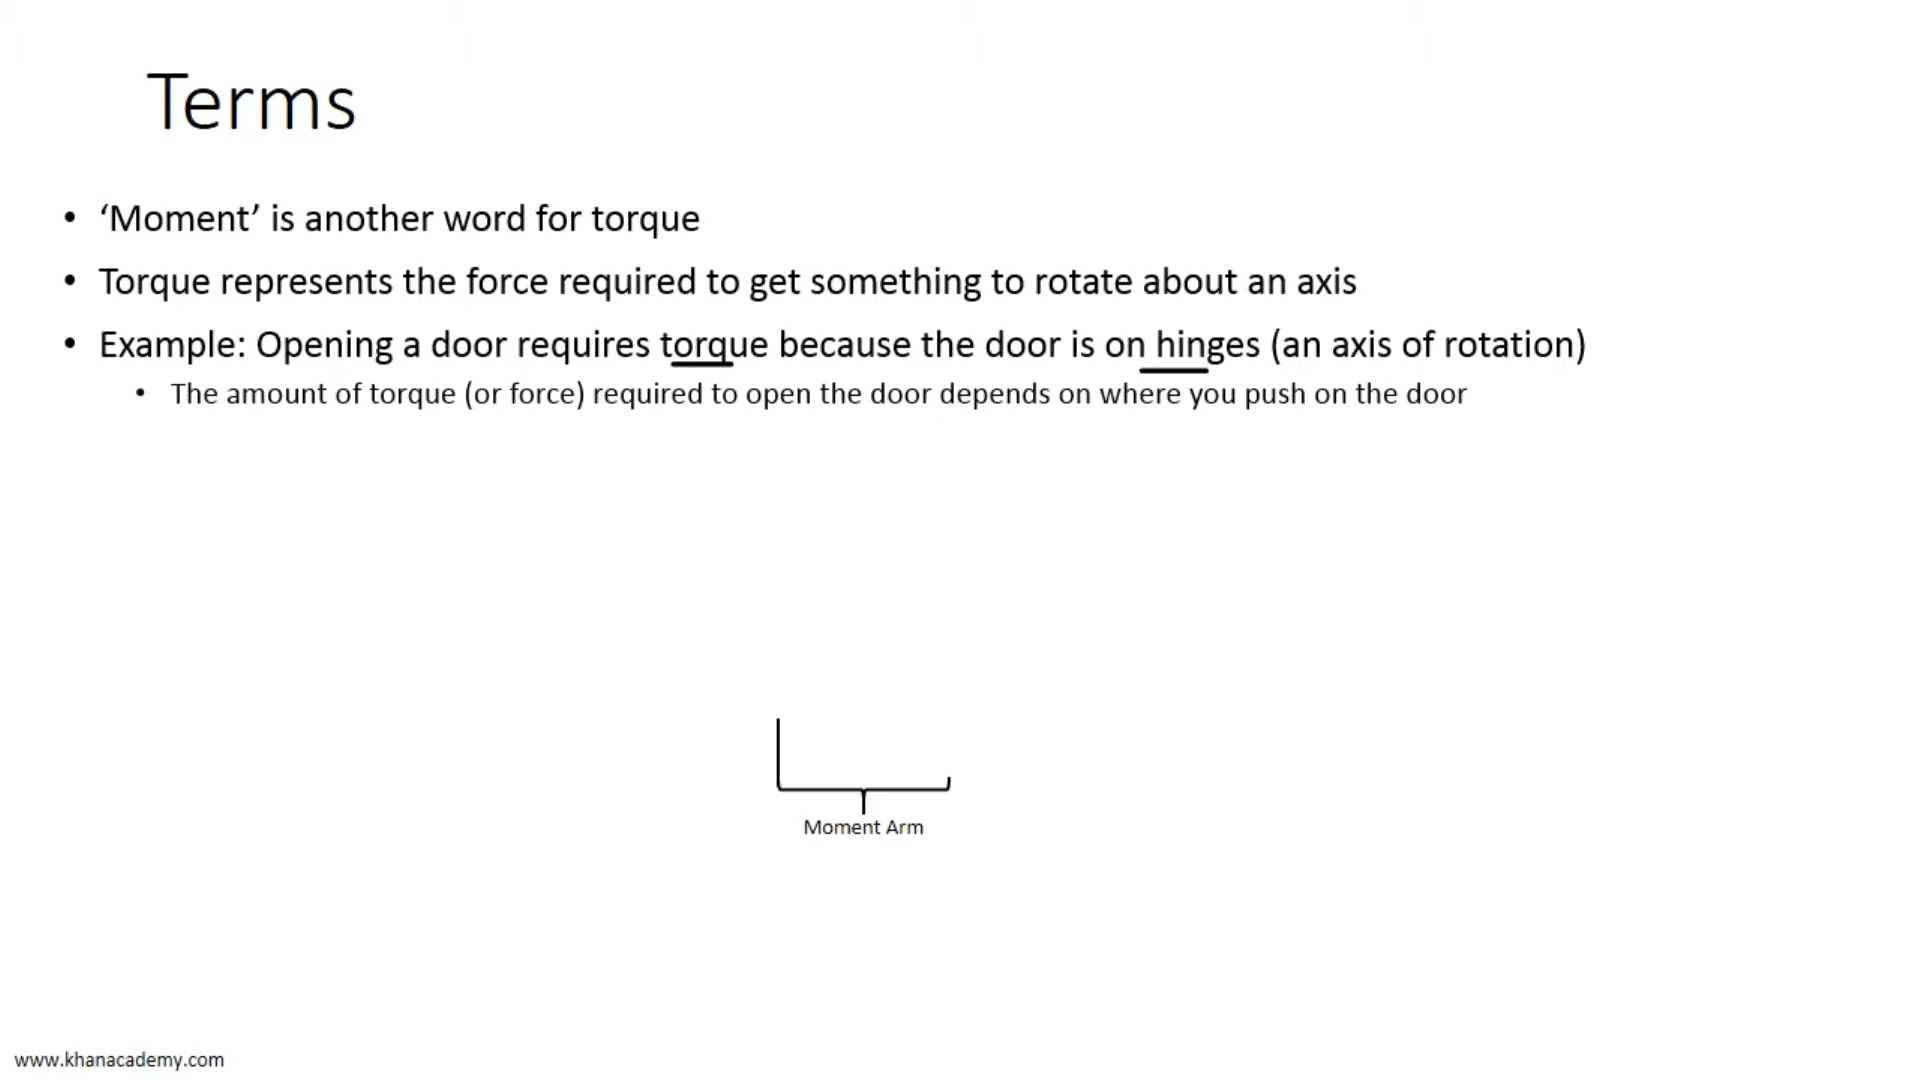 Terms
• ‘Moment’ is another word for torque
• Torque represents the force required to get something to rotate about an axis
• Example: Opening a door requires torque because the door is on hinges (an axis of rotation)
• The amount of torque (or force) required to open the door depends on where you push on the door
Moment Arm
www.khanacademy.com